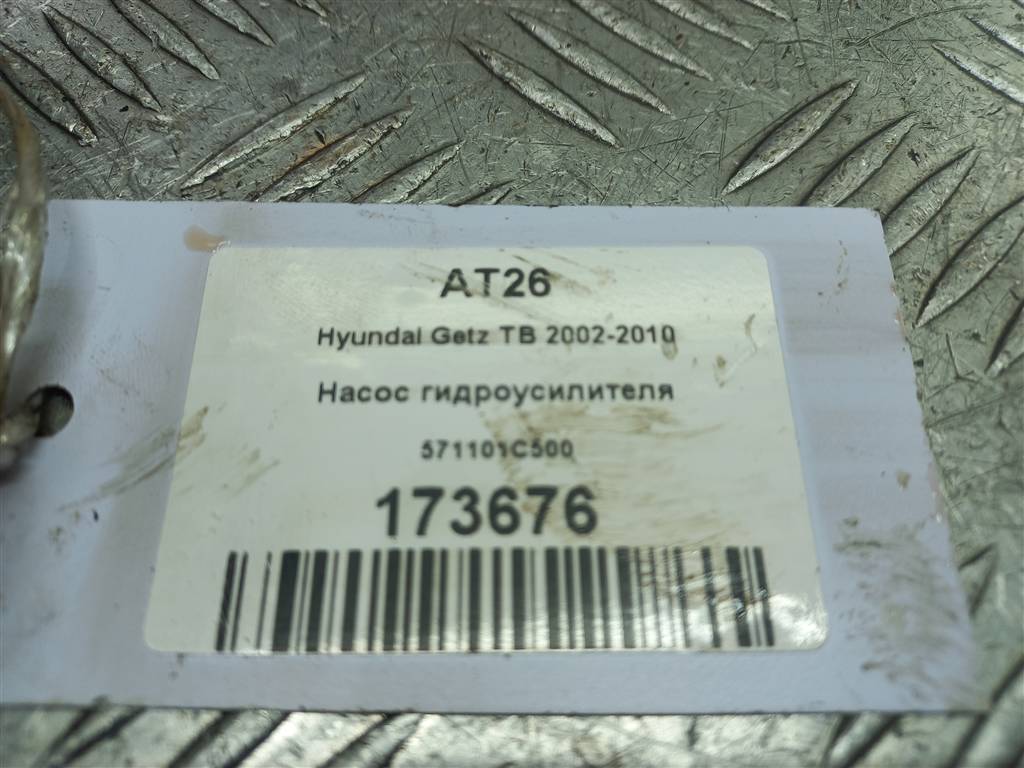 AT26
Hyundai Getz TB 2002-2010
Насос гидроусилителя
571101C500
173676